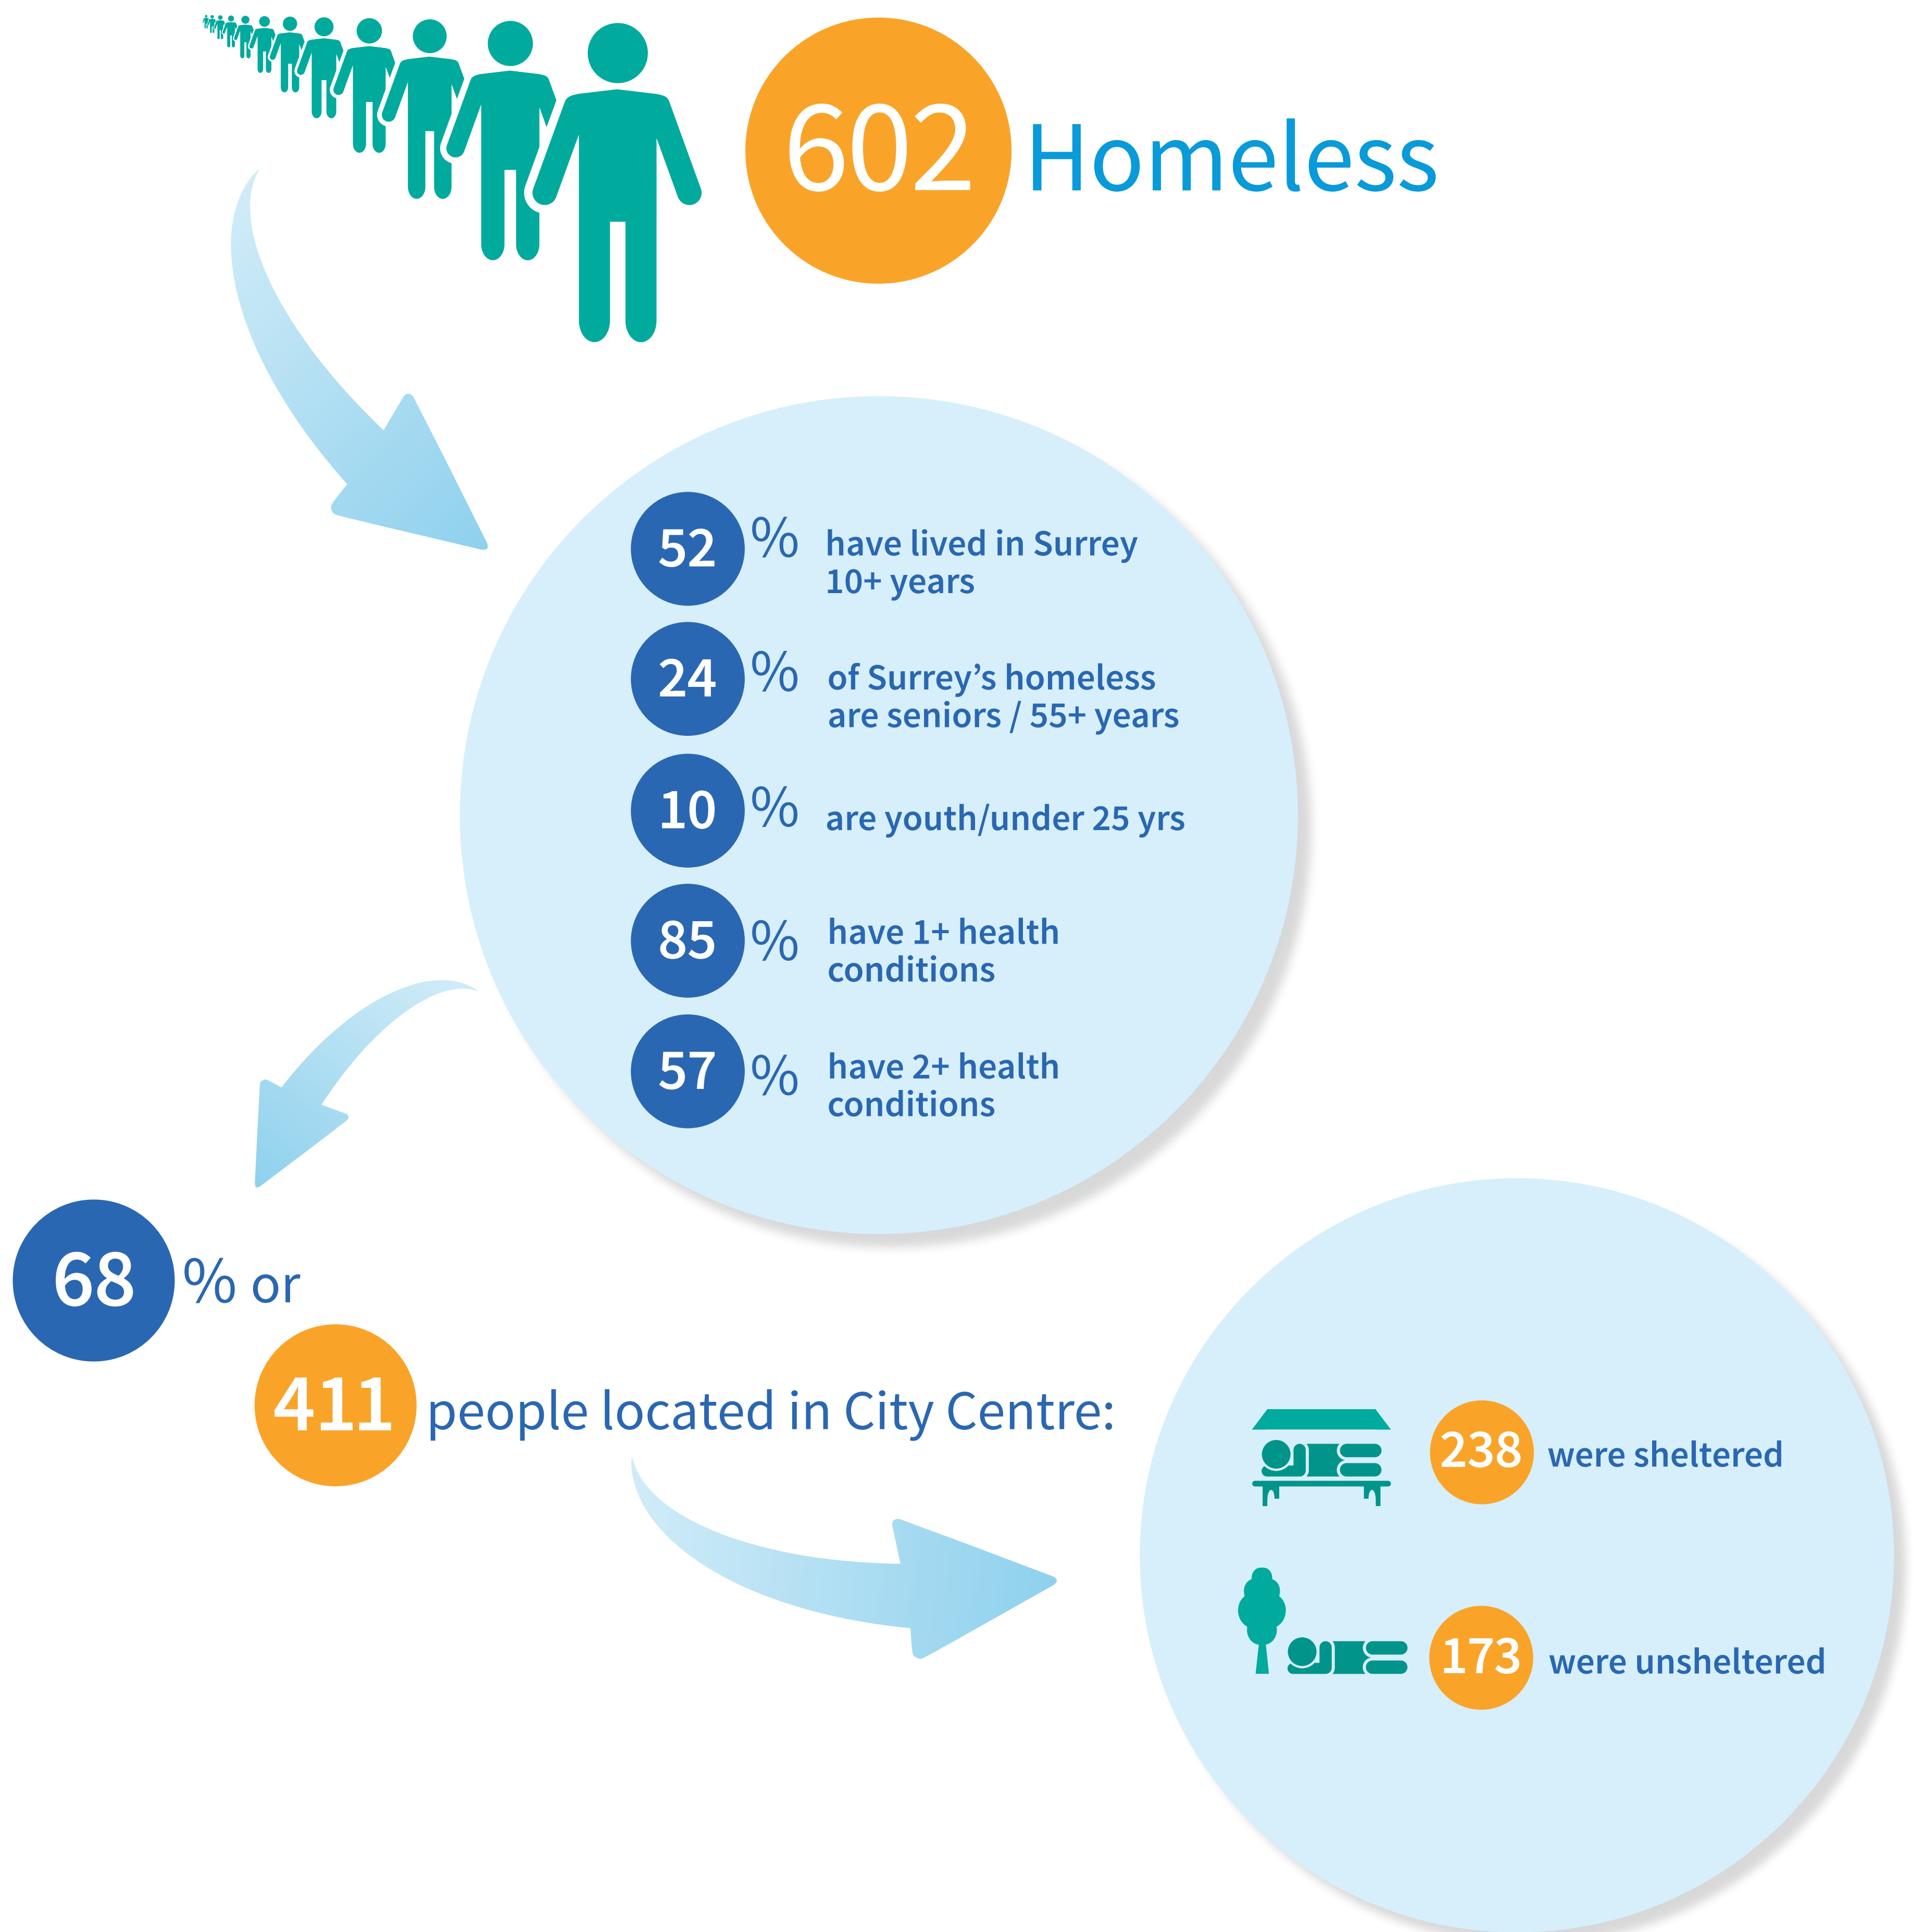 602 Homeless
52 % have lived in Surrey
10+ years
24 % of Surrey’s homeless
are seniors / 55+ years
10 % are youth/under 25 yrs
85 % have 1+ health
conditions
57 % have 2+ health
conditions
68 % or
411 people located in City Centre:
238 were sheltered
173 were unsheltered